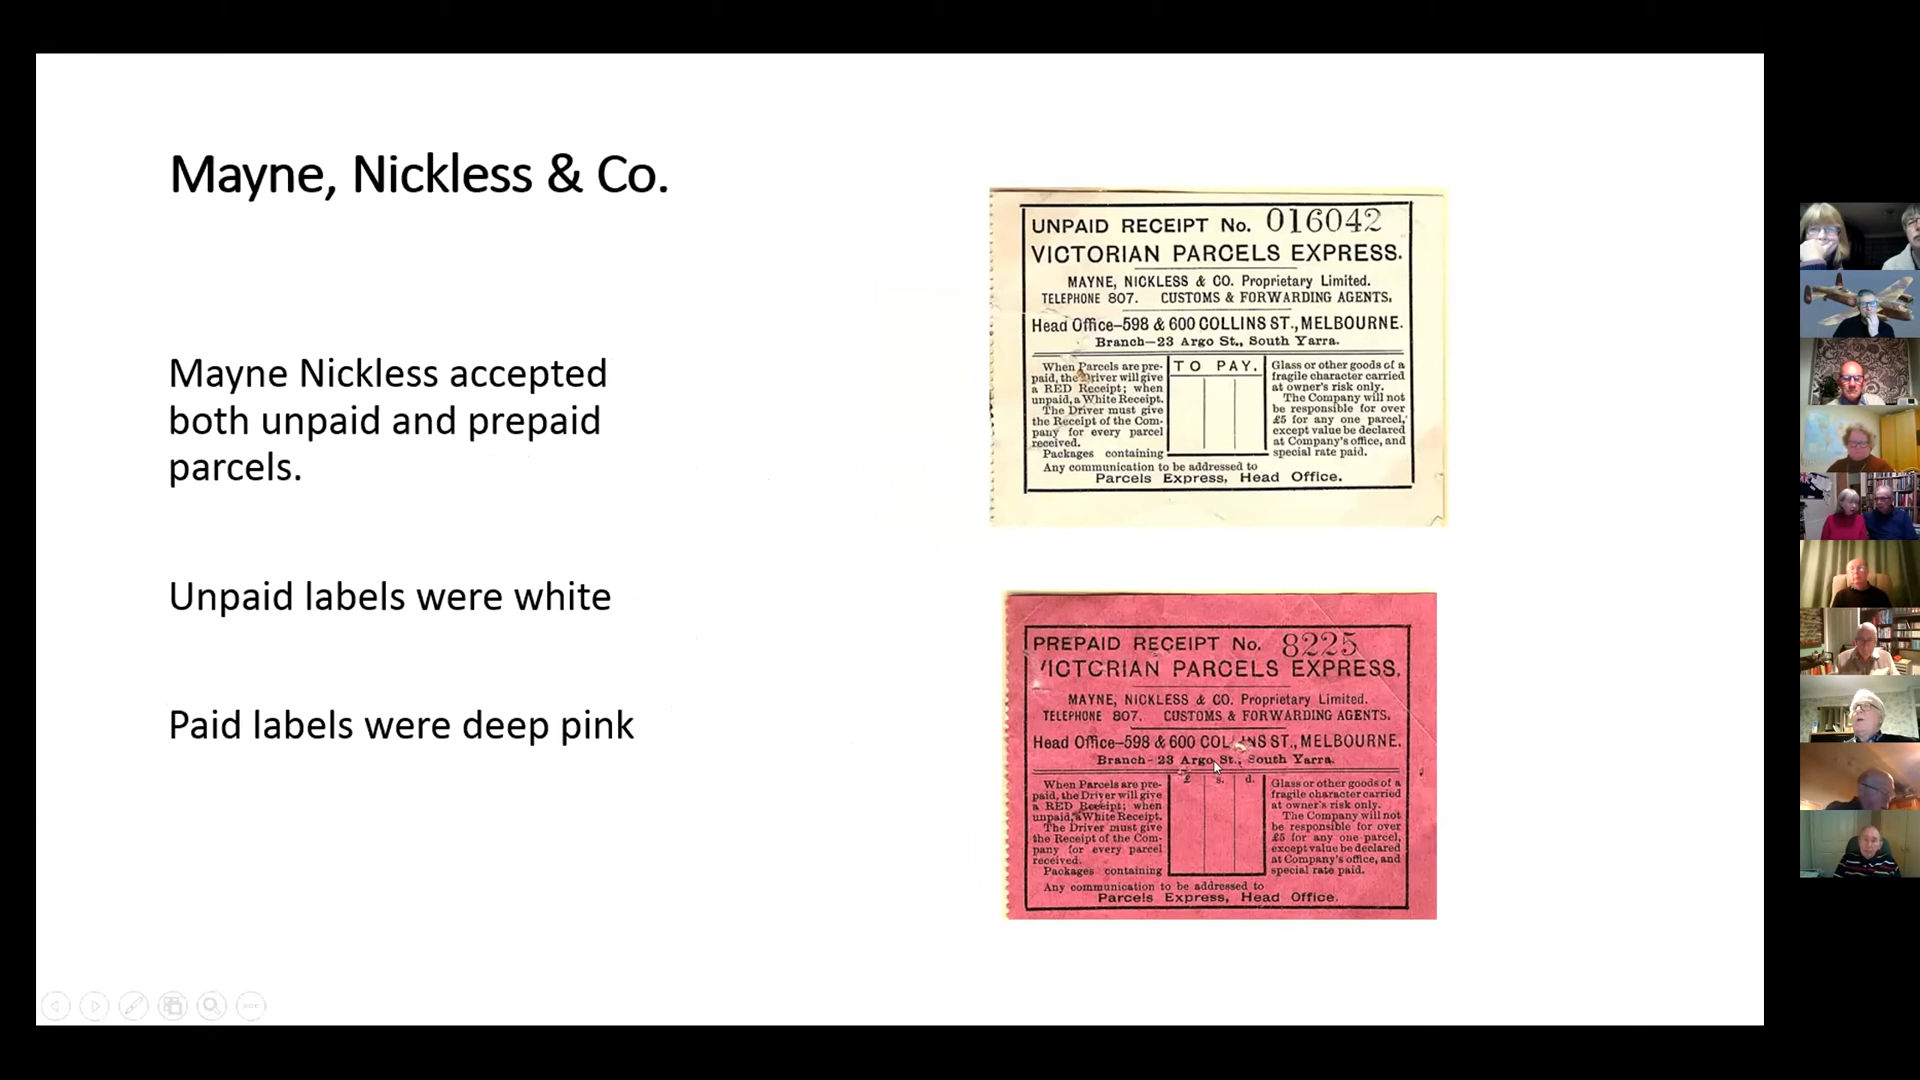 Mayne, Nickless & Co.
Mayne Nickless accepted
both unpaid and prepaid
parcels.
Unpaid labels were white
Paid labels were deep pink
UNPAID RECEIPT No. 016042
VICTORIAN PARCELS EXPRESS.
MAYNE, NICKLESS & CO. Proprietary Limited.
TELEPHONE 807. CUSTOMS & FORWARDING AGENTS.
Head Office–598 & 600 COLLINS ST., MELBOURNE.
Branch—23 Argo St., South Yarra.
When Parcels are pre-
paid, the Driver will give
a RED Receipt; when
unpaid, a White Receipt.
The Driver must give
the Receipt of the Com-
pany for every parcel
received.
Packages containing
TO PAY.
Glass or other goods of a
fragile character carried
at owner's risk only.
The Company will not
be responsible for over
£5 for any one parcel,
except value be declared
at Company's office, and
special rate paid.
Any communication to be addressed to
Parcels Express, Head Office.
PREPAID RECEIPT No. 8225
VICTORIAN PARCELS EXPRESS.
MAYNE, NICKLESS & CO. Proprietary Limited.
TELEPHONE 807. CUSTOMS & FORWARDING AGENTS.
Head Office–598 & 600 COLLINS ST., MELBOURNE.
Branch-23 Argo St., South Yarra.
When Parcels are pre-
paid, the Driver will give
a RED Receipt; when
unpaid, a White Receipt.
The Driver must give
the Receipt of the Com-
pany for every parcel
received.
Packages containing
£ s. d.
Glass or other goods of a
fragile character carried
at owner's risk only.
The Company will not
be responsible for over
£5 for any one parcel,
except value be declared
at Company's office, and
special rate paid.
Any communication to be addressed to
Parcels Express, Head Office.